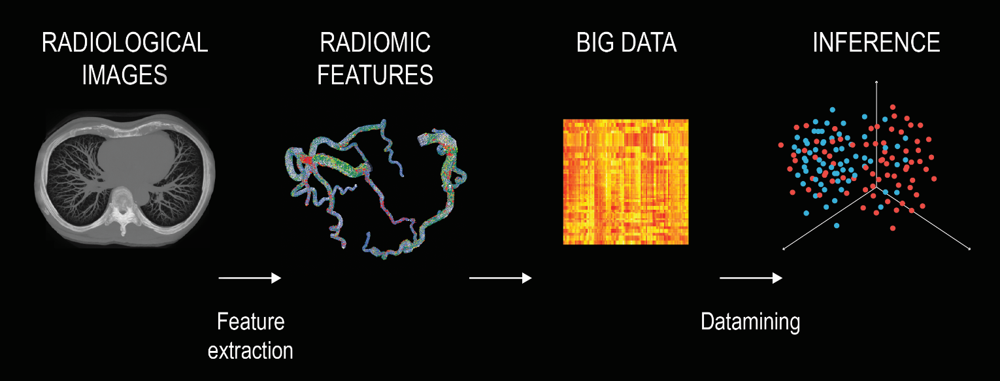 RADIOLOGICAL
IMAGES
RADIOMIC
FEATURES
BIG DATA
INFERENCE
Feature
extraction
Datamining